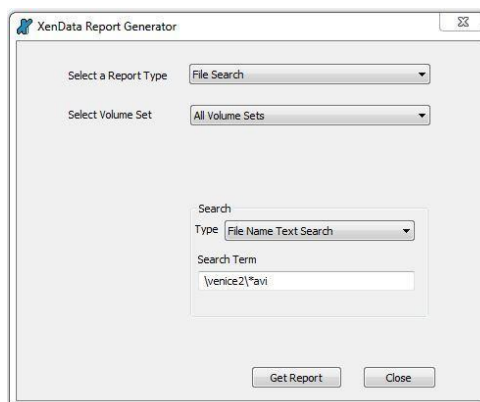 XenData Report Generator
Select a Report Type File Search
Select Volume Set All Volume Sets
Search
Type File Name Text Search
Search Term
\venice2\*avi
Get Report Close